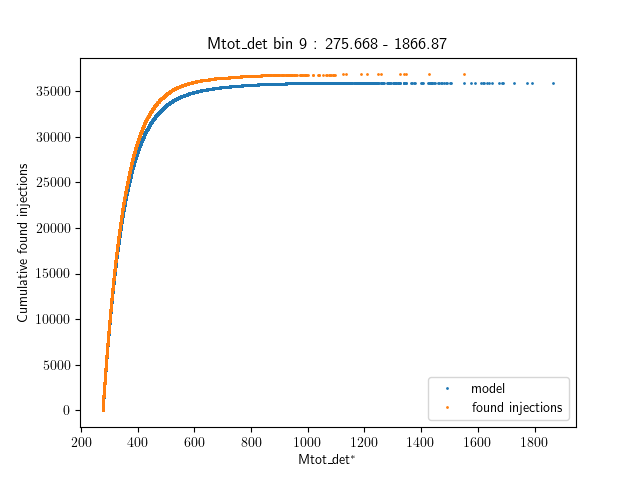 Mtot_det bin 9 : 275.668 - 1866.87
Cumulative found injections
35000
30000
25000
20000
15000
10000
5000
0
200 400 600 800 1000 1200 1400 1600 1800
Mtot_det*
model
found injections